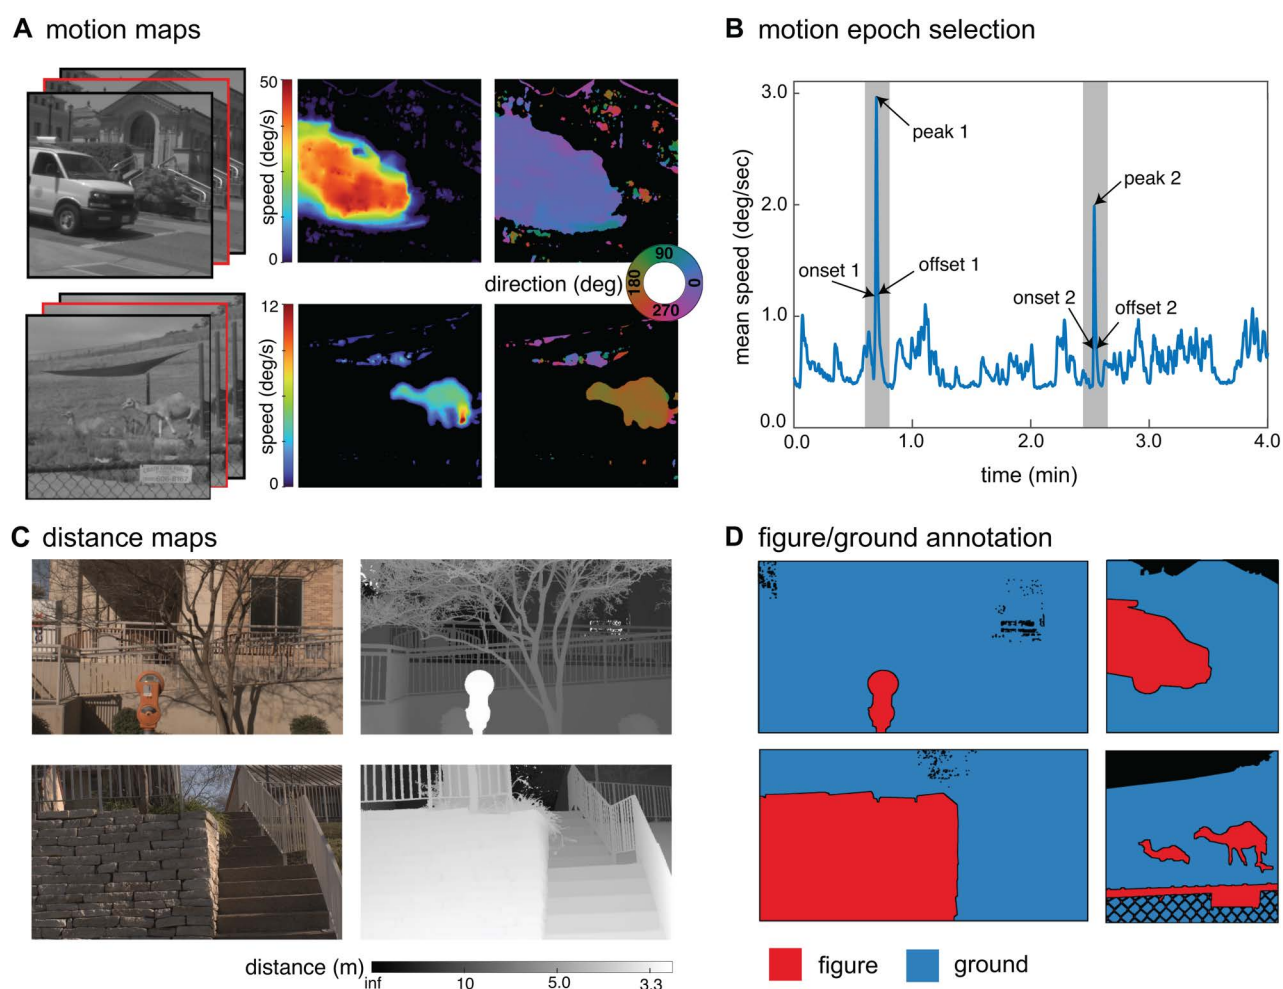 A motion maps
B motion epoch selection
50
speed (deg/s)
0
direction (deg)
90
180
0
270
12
speed (deg/s)
0
3.0
2.0
1.0
0.0
mean speed (deg/sec)
peak 1
peak 2
onset 1
offset 1
onset 2
offset 2
0.0
1.0
2.0
3.0
4.0
time (min)
C distance maps
D figure/ground annotation
distance (m)
inf
10
5.0
3.3
figure
ground